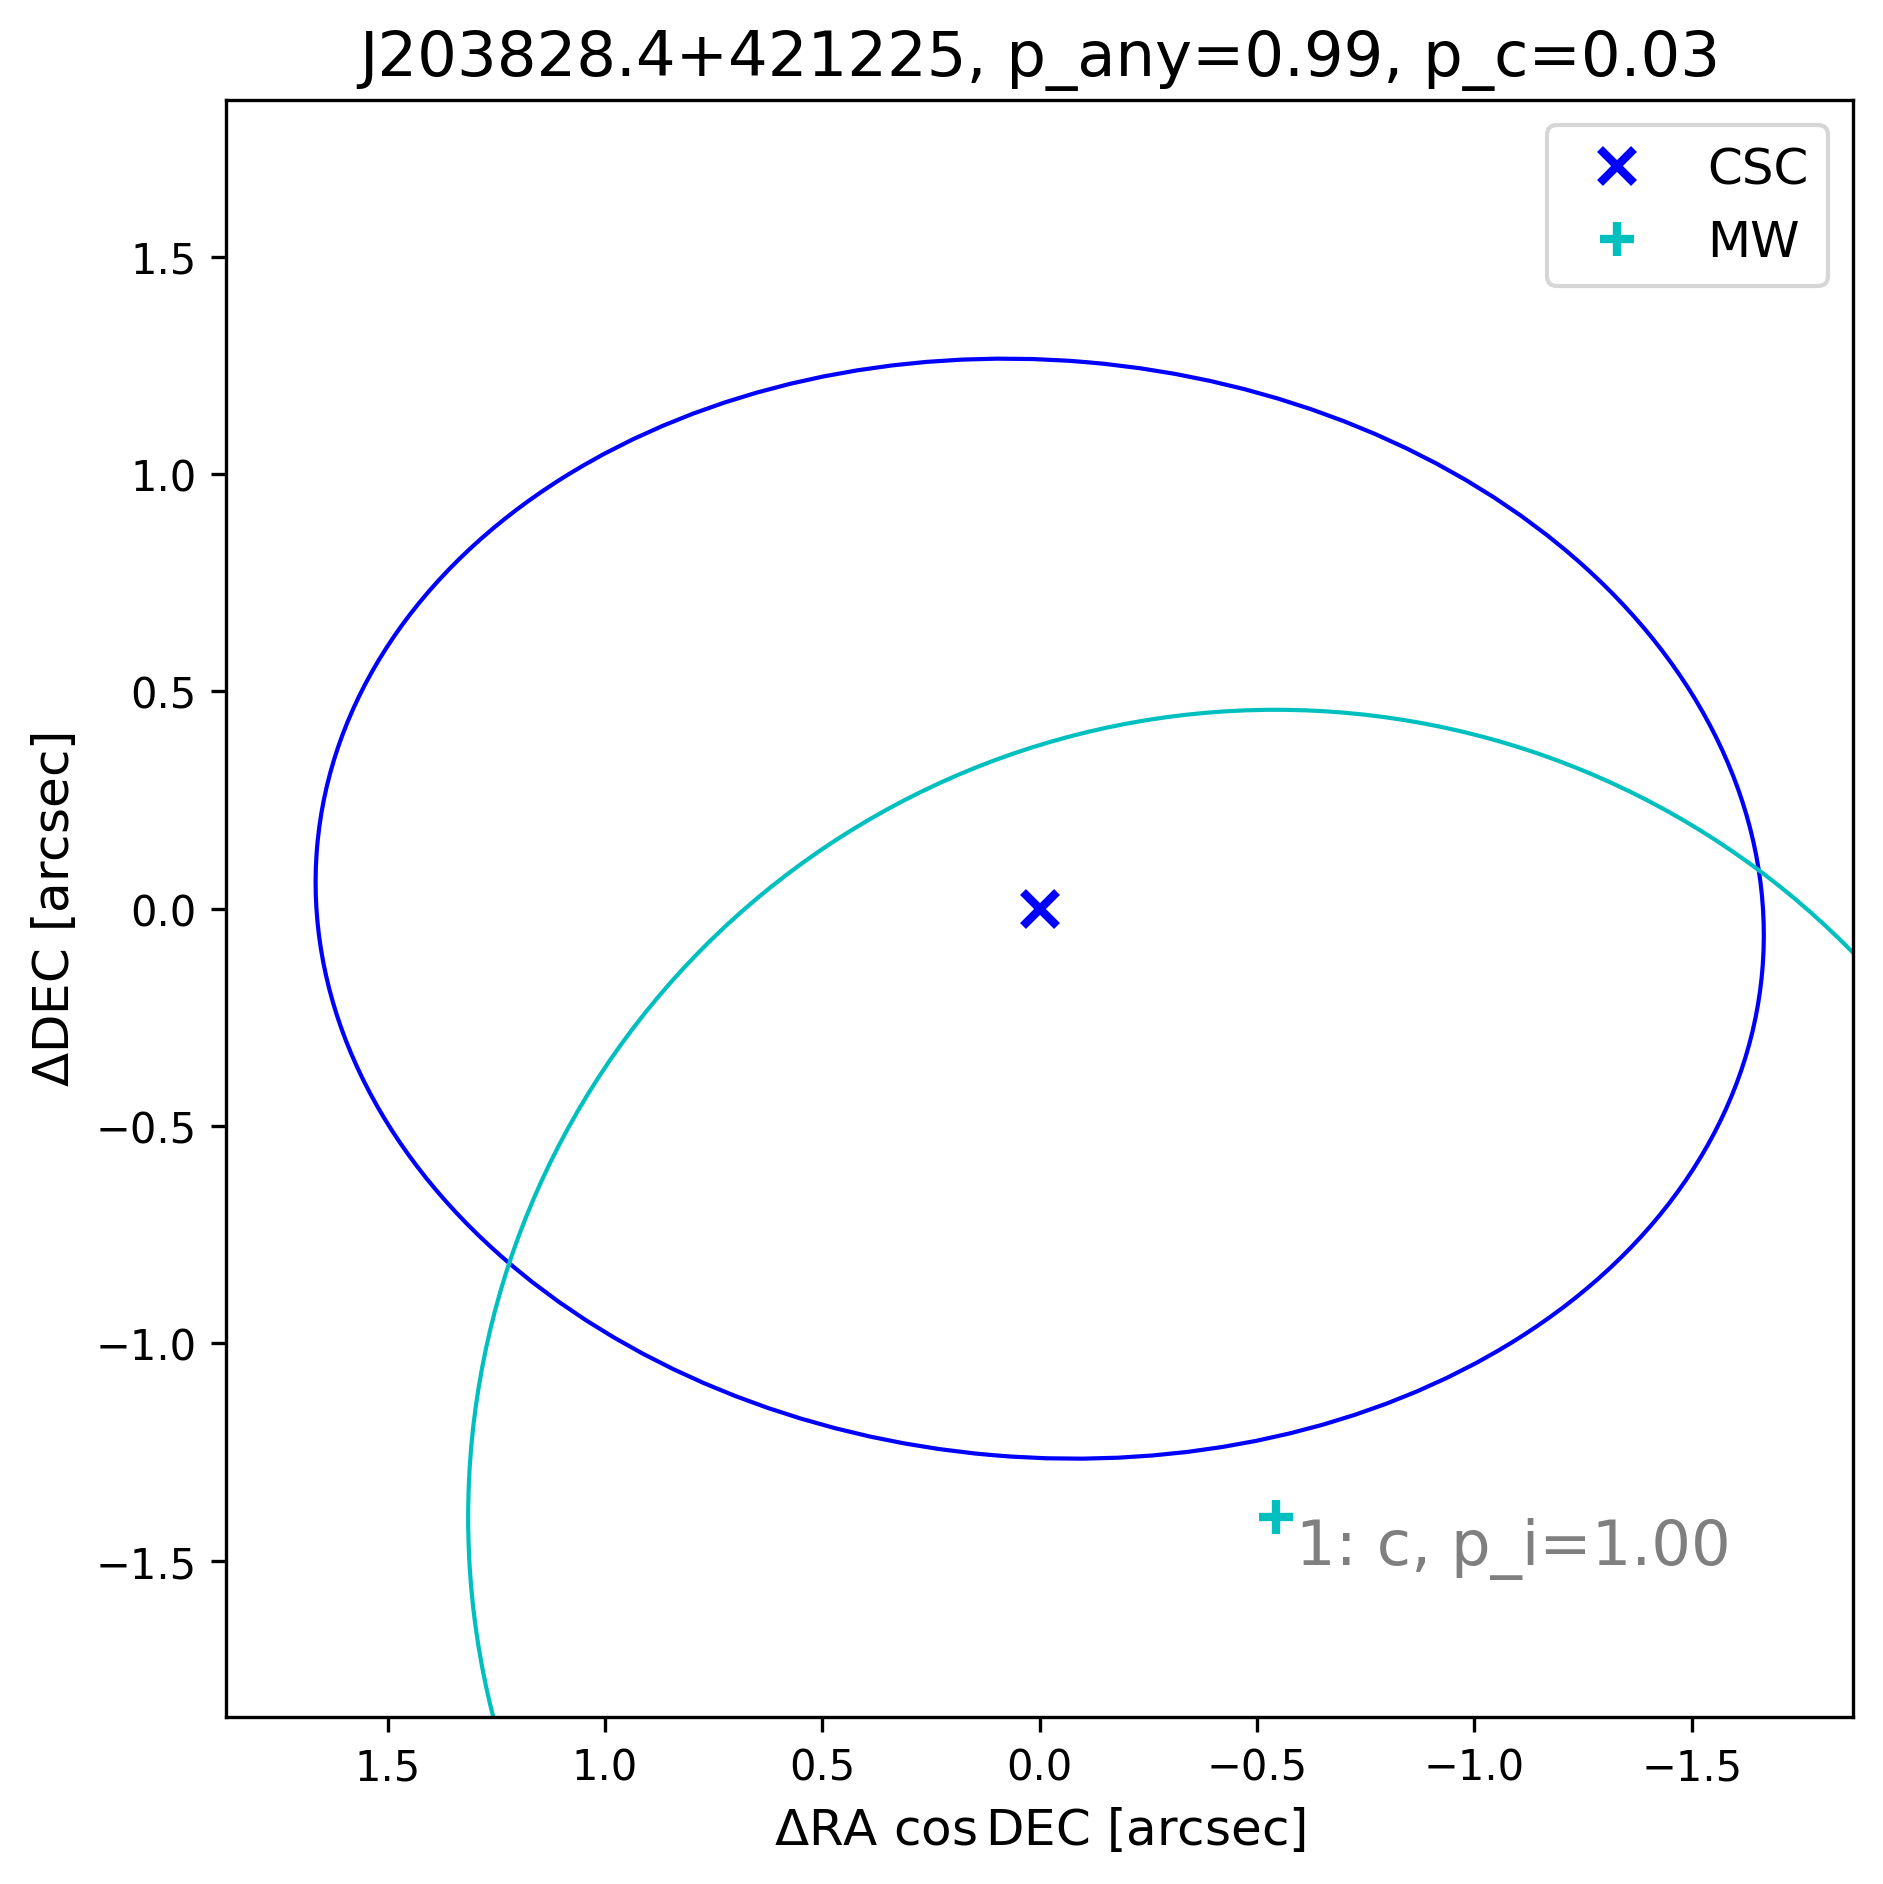 J203828.4+421225, p_any=0.99, p_c=0.03
CSC
MW
1.5
1.0
0.5
0.0
−0.5
−1.0
−1.5
ΔDEC [arcsec]
1: c, p_i=1.00
1.5 1.0 0.5 0.0 −0.5 −1.0 −1.5
ΔRA cos DEC [arcsec]